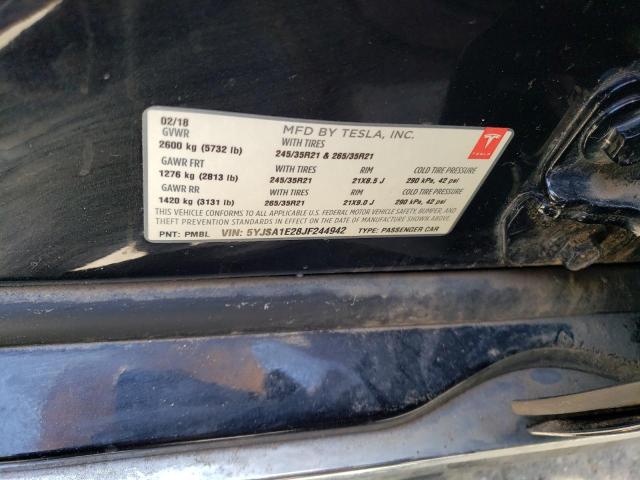 02/18 MFD BY TESLA, INC.
GVWR WITH TIRES
2600 kg (5732 lb) 245/35R21 & 265/35R21
GAWR FRT WITH TIRES RIM COLD TIRE PRESSURE
1276 kg (2813 lb) 245/35R21 21X8.5 J 290 kPa, 42 psi
GAWR RR WITH TIRES RIM COLD TIRE PRESSURE
1420 kg (3131 lb) 265/35R21 21X9.0 J 290 kPa, 42 psi
THIS VEHICLE CONFORMS TO ALL APPLICABLE U.S. FEDERAL MOTOR VEHICLE SAFETY, BUMPER, AND
THEFT PREVENTION STANDARDS IN EFFECT ON THE DATE OF MANUFACTURE SHOWN ABOVE.
PNT: PMBL VIN: 5YJSA1E28JF244942 TYPE: PASSENGER CAR
TESLA